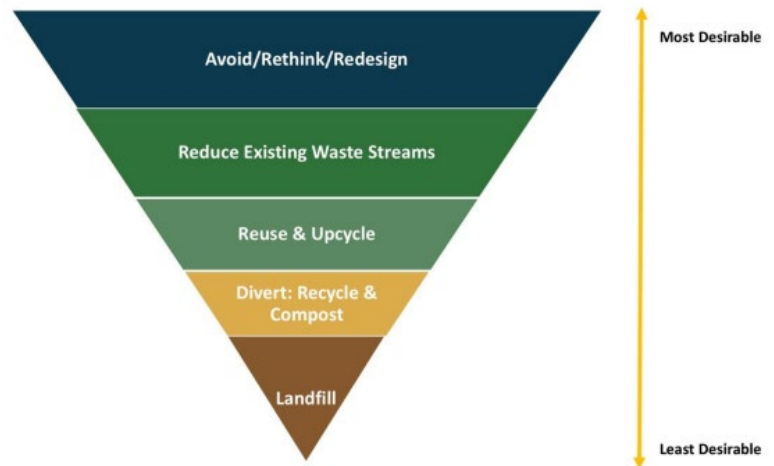 Avoid/Rethink/Redesign
Most Desirable
Reduce Existing Waste Streams
Reuse & Upcycle
Divert: Recycle &
Compost
Landfill
Least Desirable